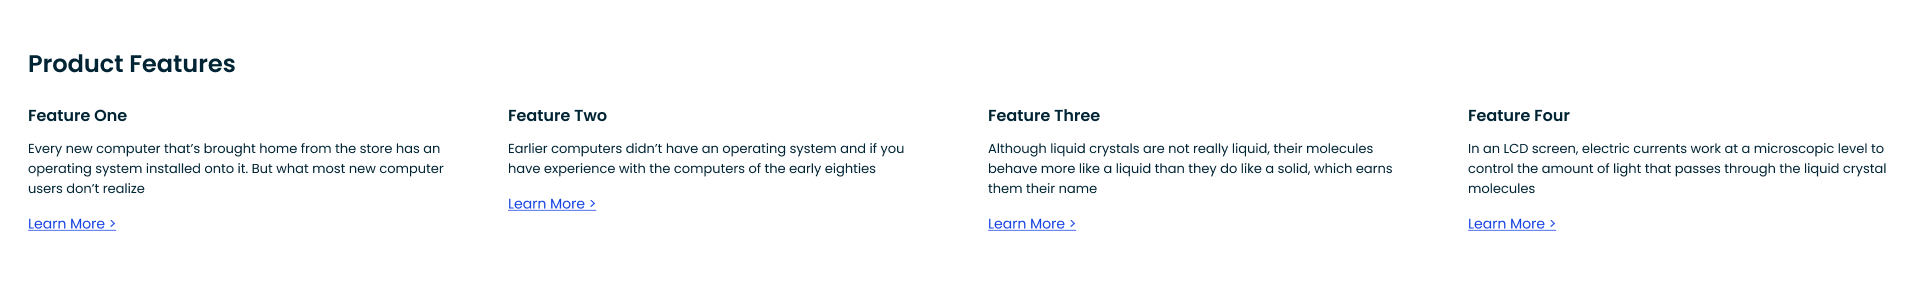 Product Features
Feature One
Every new computer that’s brought home from the store has an
operating system installed onto it. But what most new computer
users don’t realize
Learn More >
Feature Two
Earlier computers didn’t have an operating system and if you
have experience with the computers of the early eighties
Learn More >
Feature Three
Although liquid crystals are not really liquid, their molecules
behave more like a liquid than they do like a solid, which earns
them their name
Learn More >
Feature Four
In an LCD screen, electric currents work at a microscopic level to
control the amount of light that passes through the liquid crystal
molecules
Learn More >